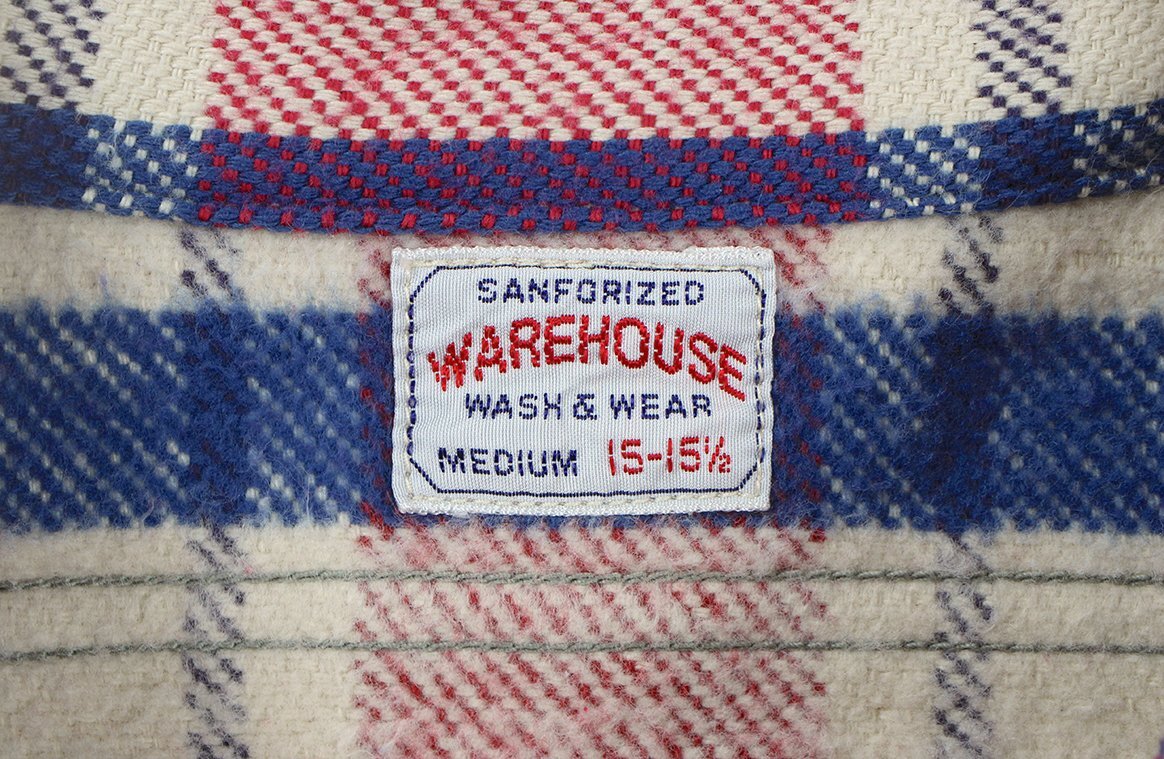 SANFORIZED
WAREHOUSE
WASH & WEAR
MEDIUM 15-15½